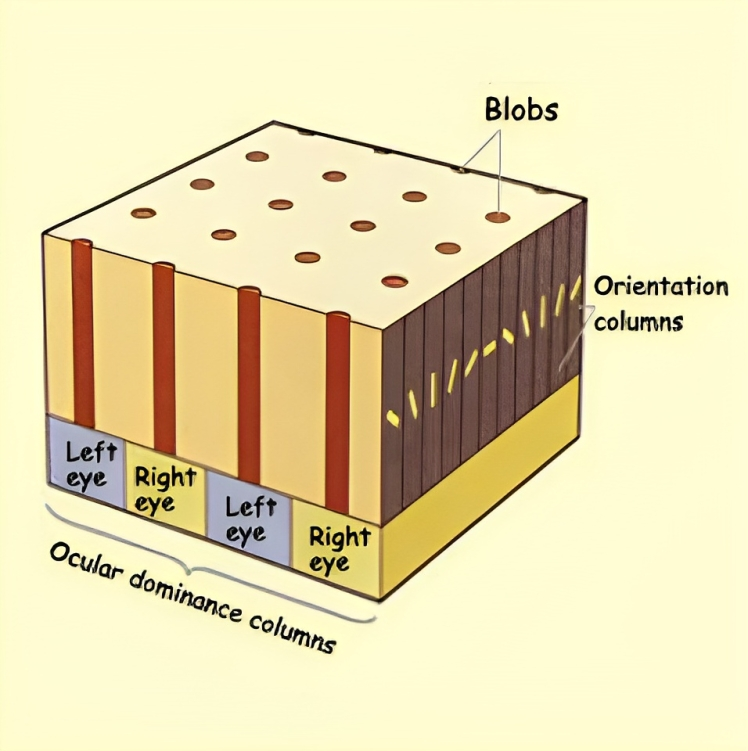 Blobs
Orientation
columns
Left
eye
Right
eye
Left
eye
Right
eye
Ocular dominance columns